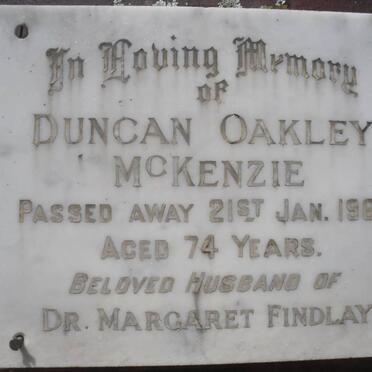 In Loving Memory
of
DUNCAN OAKLEY
McKENZIE
PASSED AWAY 21ST JAN.
AGED 74 YEARS.
BELOVED HUSBAND OF
DR. MARGARET FINDLAY